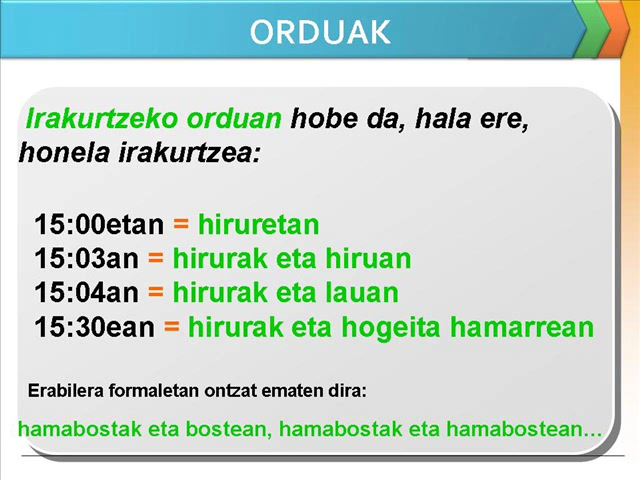 ORDUAK
Irakurtzeko orduan hobe da, hala ere,
honela irakurtzea:
15:00etan = hiruretan
15:03an = hirurak eta hiruan
15:04an = hirurak eta lauan
15:30ean = hirurak eta hogeita hamarrean
Erabilera formaletan ontzat ematen dira:
hamabostak eta bostean, hamabostak eta hamabostean…